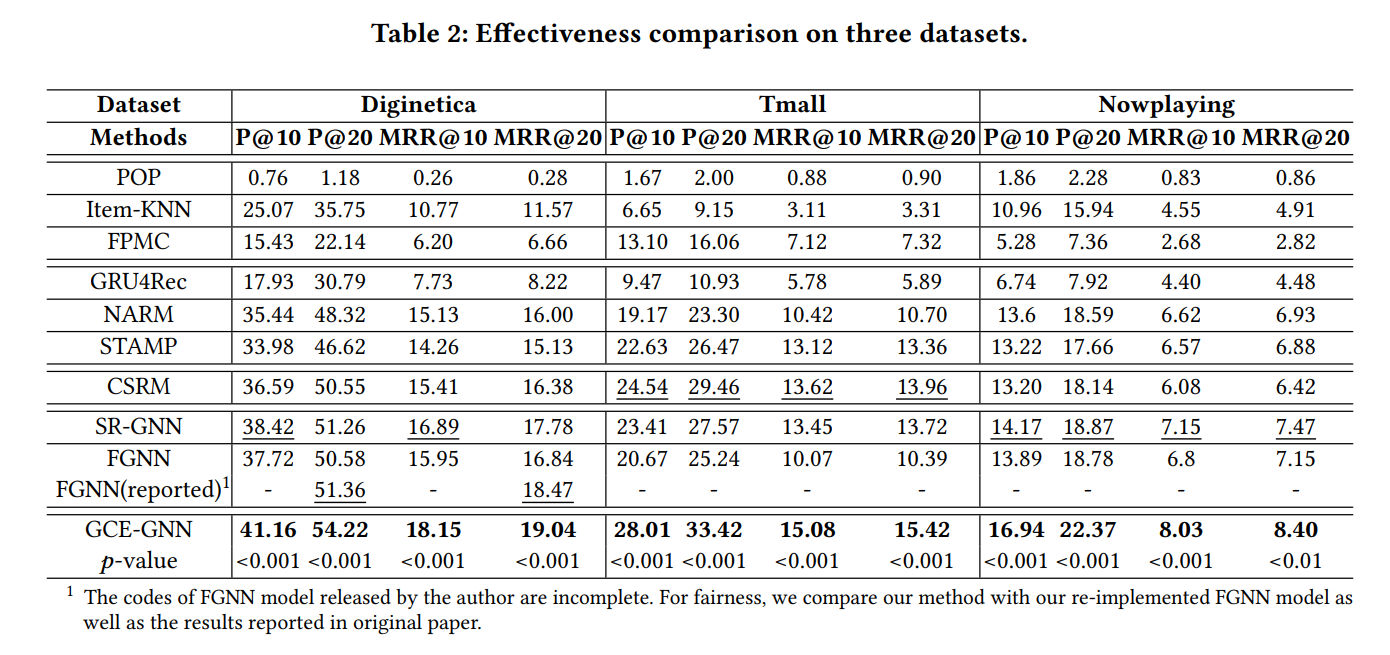 Table 2: Effectiveness comparison on three datasets.
Dataset Diginetica Tmall Nowplaying
Methods P@10 P@20 MRR@10 MRR@20 P@10 P@20 MRR@10 MRR@20 P@10 P@20 MRR@10 MRR@20
POP 0.76 1.18 0.26 0.28 1.67 2.00 0.88 0.90 1.86 2.28 0.83 0.86
Item-KNN 25.07 35.75 10.77 11.57 6.65 9.15 3.11 3.31 10.96 15.94 4.55 4.91
FPMC 15.43 22.14 6.20 6.66 13.10 16.06 7.12 7.32 5.28 7.36 2.68 2.82
GRU4Rec 17.93 30.79 7.73 8.22 9.47 10.93 5.78 5.89 6.74 7.92 4.40 4.48
NARM 35.44 48.32 15.13 16.00 19.17 23.30 10.42 10.70 13.6 18.59 6.62 6.93
STAMP 33.98 46.62 14.26 15.13 22.63 26.47 13.12 13.36 13.22 17.66 6.57 6.88
CSRM 36.59 50.55 15.41 16.38 24.54 29.46 13.62 13.96 13.20 18.14 6.08 6.42
SR-GNN 38.42 51.26 16.89 17.78 23.41 27.57 13.45 13.72 14.17 18.87 7.15 7.47
FGNN 37.72 50.58 15.95 16.84 20.67 25.24 10.07 10.39 13.89 18.78 6.8 7.15
FGNN(reported)¹ - 51.36 - 18.47 - - - - - - - -
GCE-GNN 41.16 54.22 18.15 19.04 28.01 33.42 15.08 15.42 16.94 22.37 8.03 8.40
p-value <0.001 <0.001 <0.001 <0.001 <0.001 <0.001 <0.001 <0.001 <0.001 <0.001 <0.001 <0.01
¹ The codes of FGNN model released by the author are incomplete. For fairness, we compare our method with our re-implemented FGNN model as
well as the results reported in original paper.